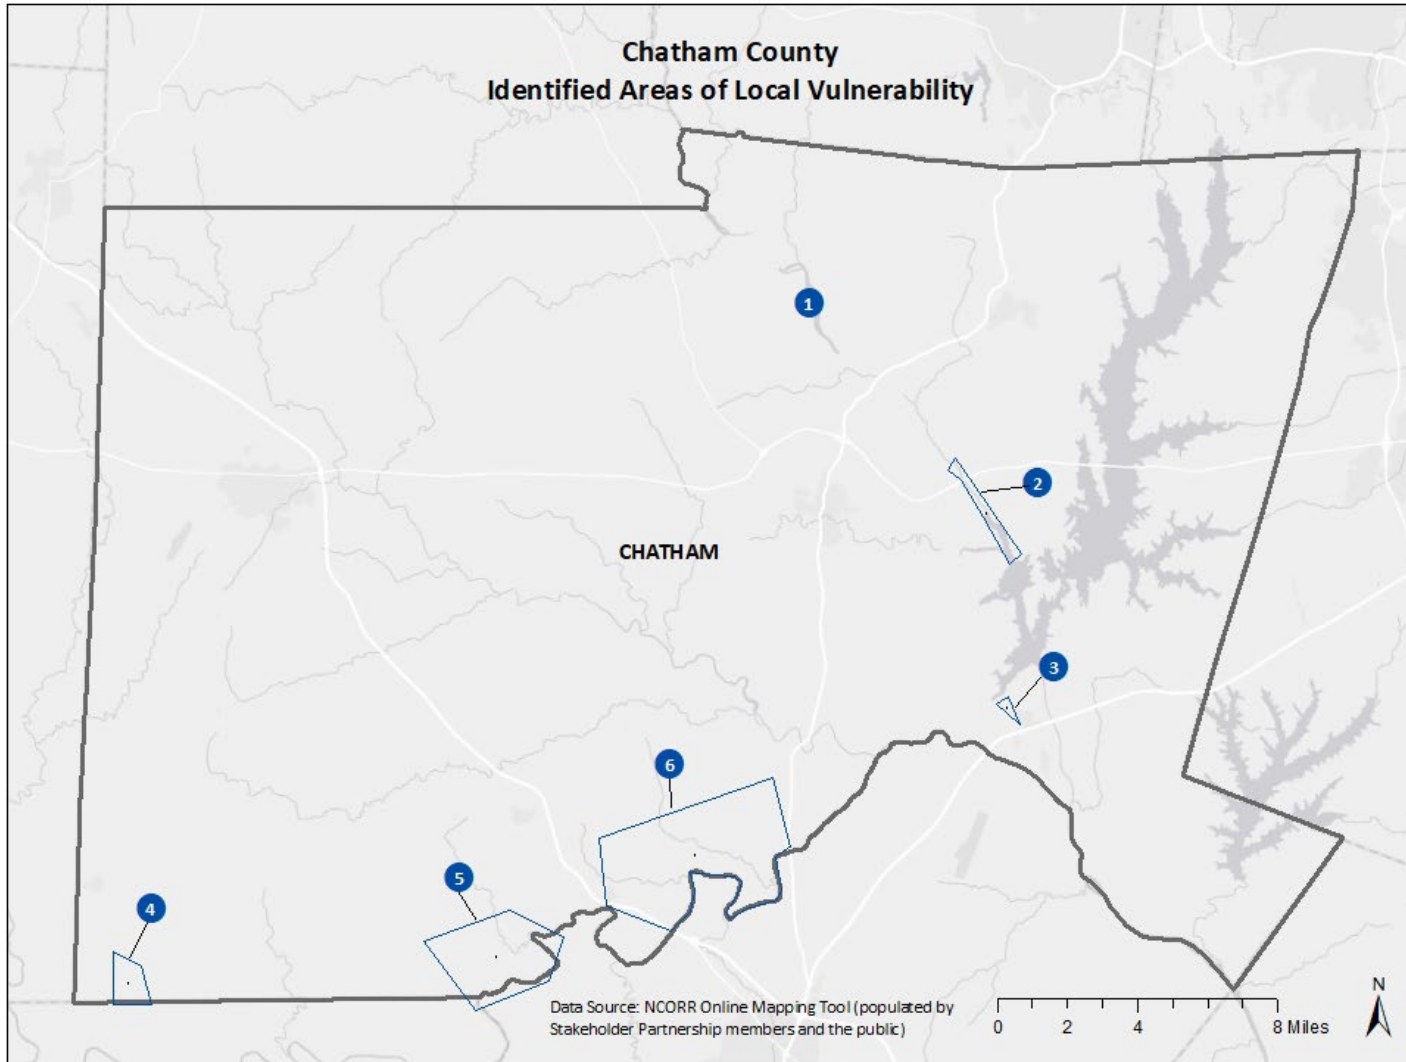 Chatham County
Identified Areas of Local Vulnerability
1
2
CHATHAM
3
6
5
4
Data Source: NCORR Online Mapping Tool (populated by
Stakeholder Partnership members and the public)
0 2 4 8 Miles
N